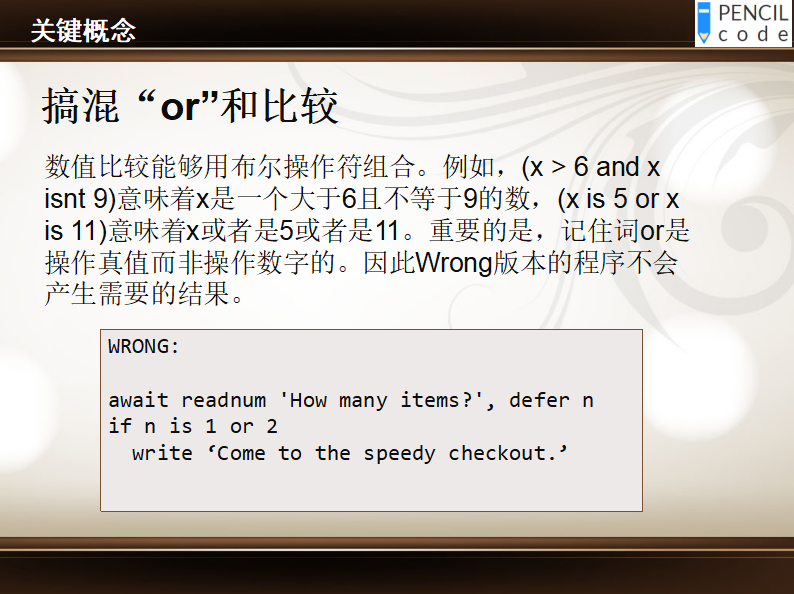 关键概念
PENCIL
code
搞混“or”和比较
数值比较能够用布尔操作符组合。例如，(x > 6 and x
isnt 9)意味着x是一个大于6且不等于9的数，(x is 5 or x
is 11)意味着x或者是5或者是11。重要的是，记住词or是
操作真值而非操作数字的。因此Wrong版本的程序不会
产生需要的结果。
WRONG:
await readnum 'How many items?', defer n
if n is 1 or 2
  write ‘Come to the speedy checkout.’